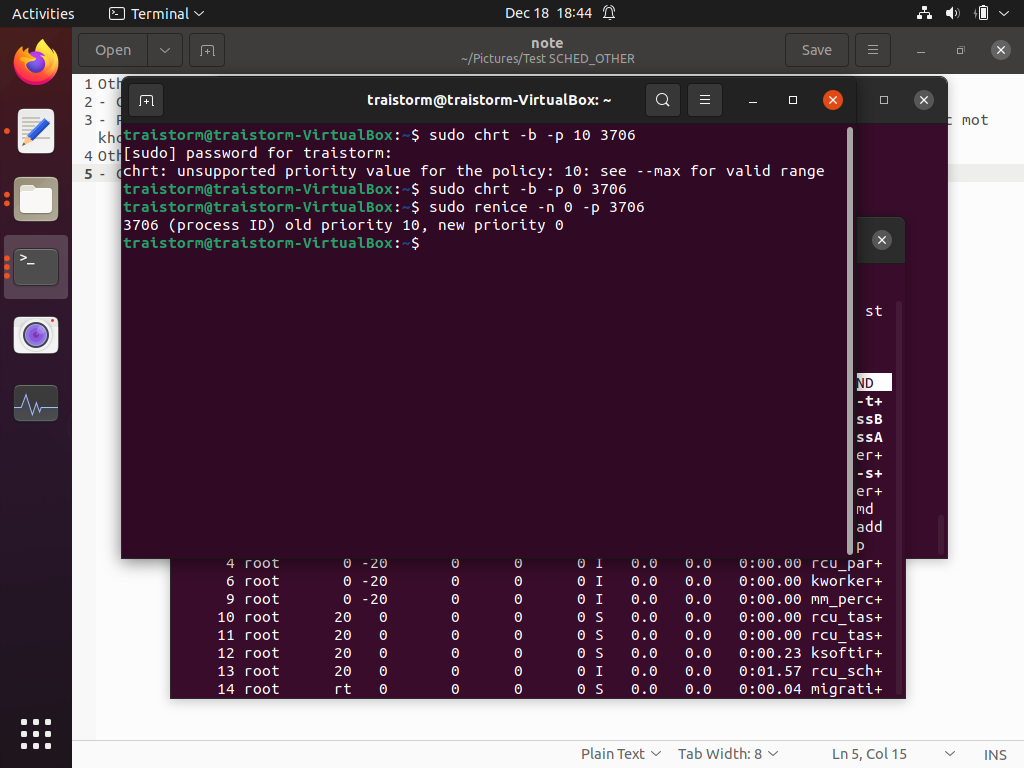 Activities
Terminal
Dec 18 18:44
Open
note
~/Pictures/Test SCHED_OTHER
Save
1 Oth
2 -
3 -
mot
kho
4 Oth
5 -
traistorm@traistorm-VirtualBox: ~
traistorm@traistorm-VirtualBox:~$ sudo chrt -b -p 10 3706
[sudo] password for traistorm:
chrt: unsupported priority value for the policy: 10: see --max for valid range
traistorm@traistorm-VirtualBox:~$ sudo chrt -b -p 0 3706
traistorm@traistorm-VirtualBox:~$ sudo renice -n 0 -p 3706
3706 (process ID) old priority 10, new priority 0
traistorm@traistorm-VirtualBox:~$
st
ND
-t+
ssB
ssA
er+
-s+
er+
md
add
p
4 root 0 -20 0 0 0 I 0.0 0.0 0:00.00 rcu_par+
6 root 0 -20 0 0 0 I 0.0 0.0 0:00.00 kworker+
9 root 0 -20 0 0 0 I 0.0 0.0 0:00.00 mm_perc+
10 root 20 0 0 0 0 S 0.0 0.0 0:00.00 rcu_tas+
11 root 20 0 0 0 0 S 0.0 0.0 0:00.00 rcu_tas+
12 root 20 0 0 0 0 S 0.0 0.0 0:00.23 ksoftir+
13 root 20 0 0 0 0 I 0.0 0.0 0:01.57 rcu_sch+
14 root rt 0 0 0 0 S 0.0 0.0 0:00.04 migrati+
Plain Text
Tab Width: 8
Ln 5, Col 15
INS